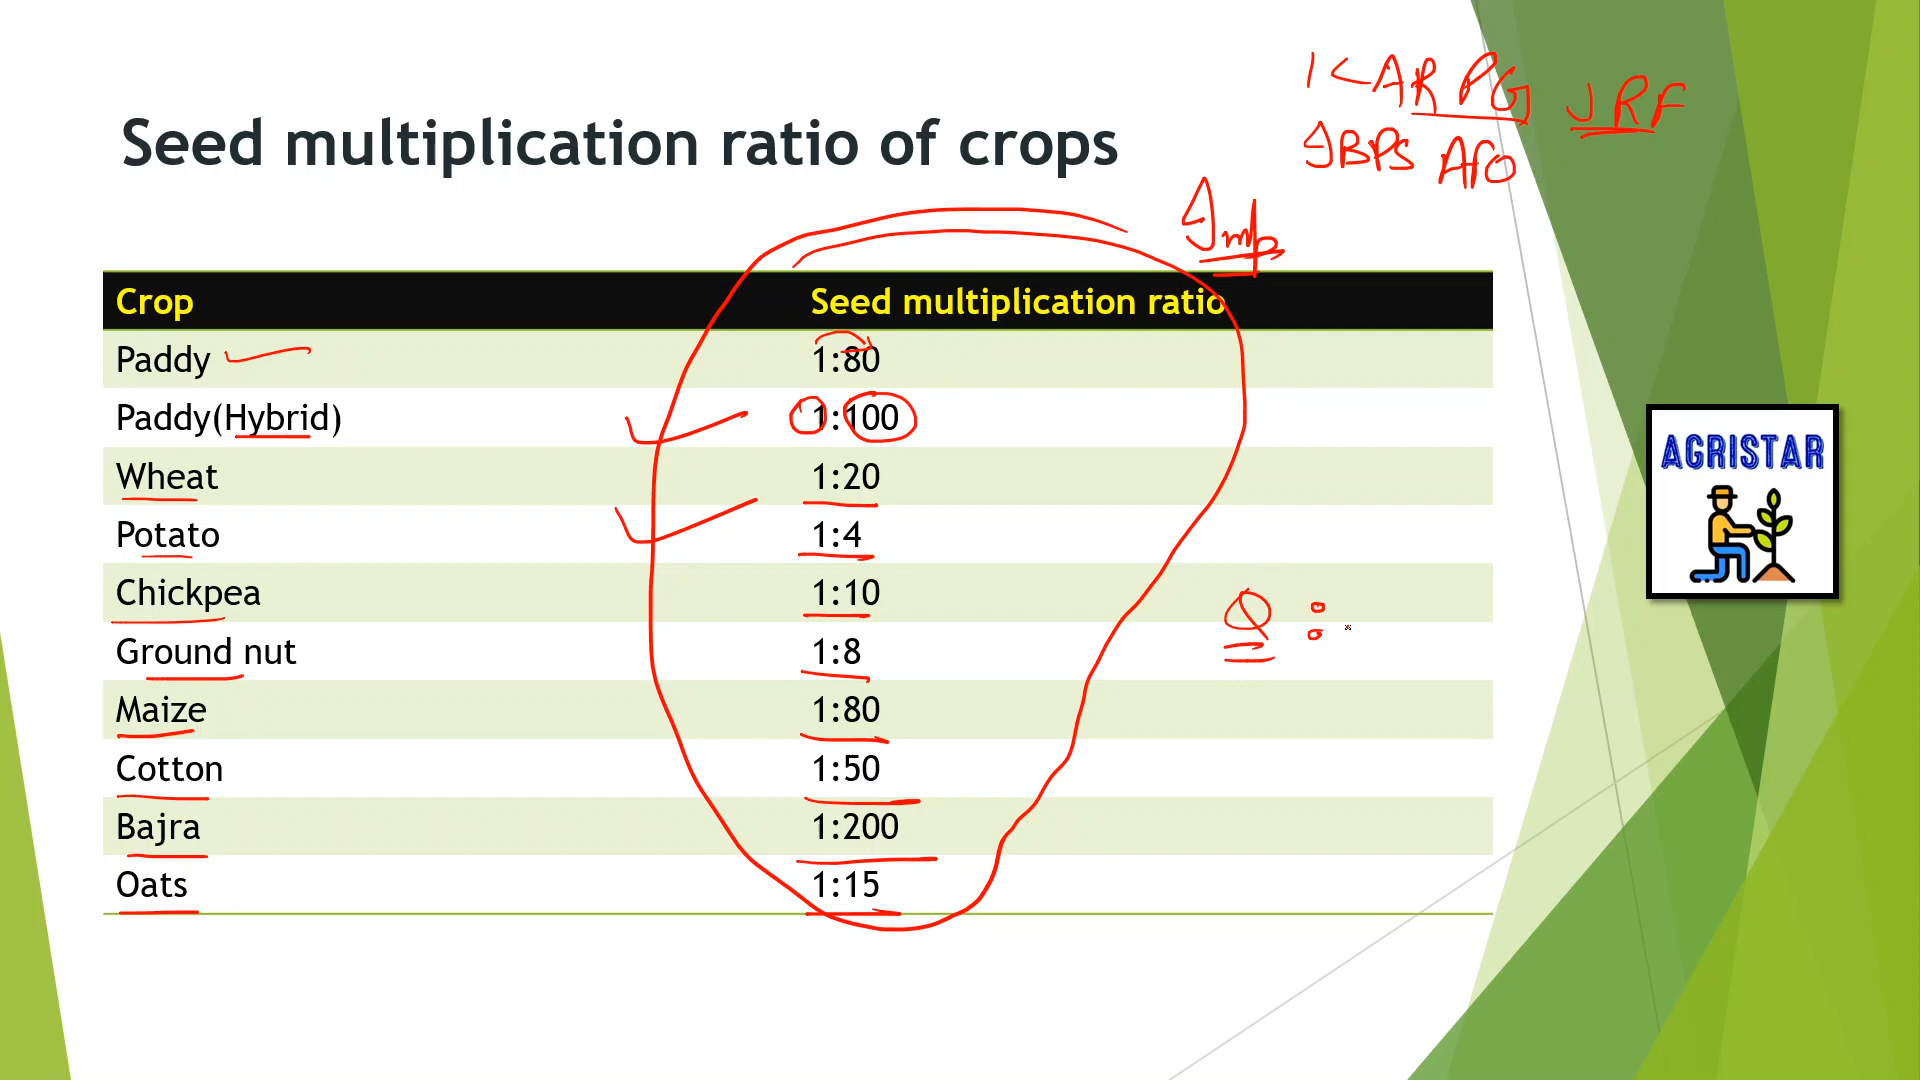 ICAR PG JRF
IBPS AFO
Seed multiplication ratio of crops
Imp
Crop Seed multiplication ratio
Paddy 1:80
Paddy(Hybrid) 1:100
Wheat 1:20
Potato 1:4
Chickpea 1:10
Ground nut 1:8
Maize 1:80
Cotton 1:50
Bajra 1:200
Oats 1:15
Q :
AGRISTAR